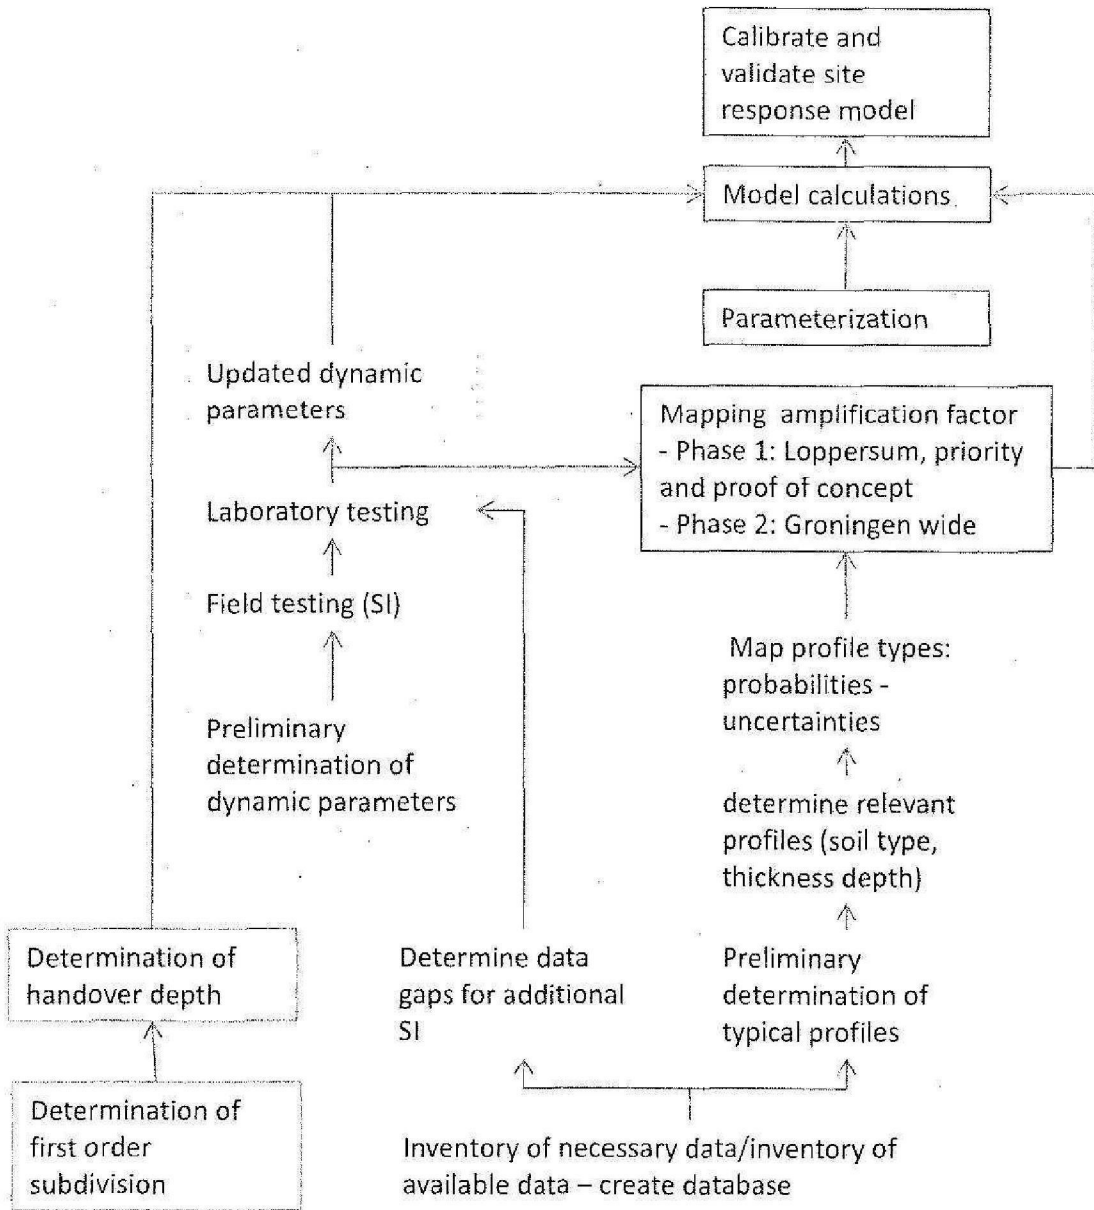 Calibrate and
validate site
response model
Model calculations
Parameterization
Updated dynamic
parameters
Mapping amplification factor
- Phase 1: Loppersum, priority
and proof of concept
- Phase 2: Groningen wide
Laboratory testing
Field testing (SI)
Map profile types:
probabilities -
uncertainties
Preliminary
determination of
dynamic parameters
determine relevant
profiles (soil type,
thickness depth)
Determination of
handover depth
Determine data
gaps for additional
SI
Preliminary
determination of
typical profiles
Determination of
first order
subdivision
Inventory of necessary data/inventory of
available data – create database